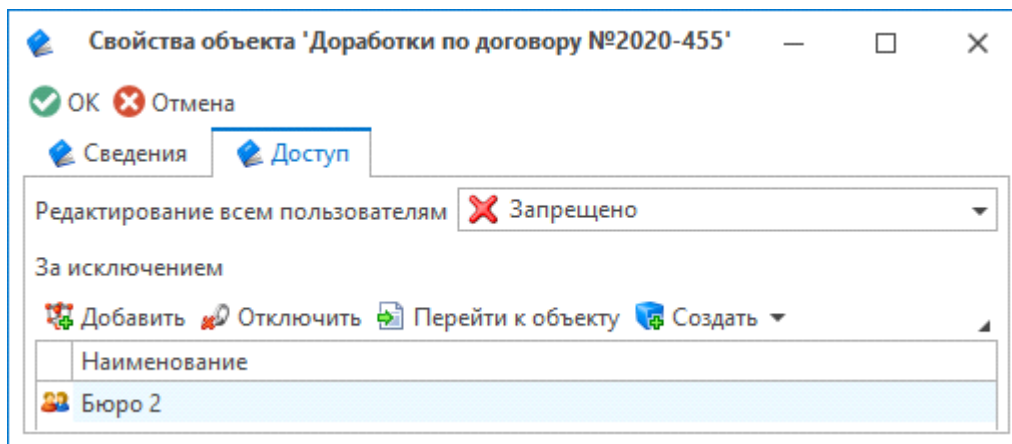 Свойства объекта 'Доработки по договору №2020-455'
ОК Отмена
Сведения Доступ
Редактирование всем пользователям Запрещено
За исключением
Добавить Отключить Перейти к объекту Создать
Наименование
Бюро 2